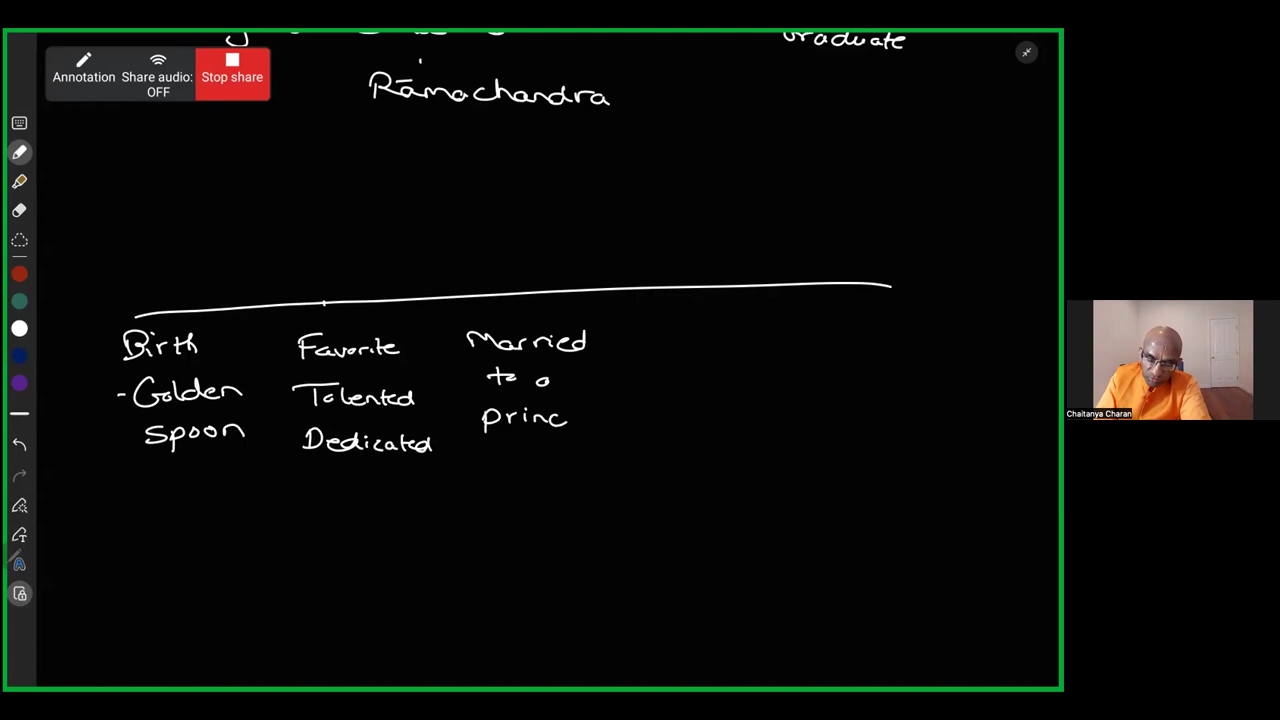 Graduate
Annotation
Share audio:
OFF
Stop share
Rāmachandra
Birth
-Golden
spoon
Favorite
Talented
Dedicated
Married
to a
princ
Chaitanya Charan